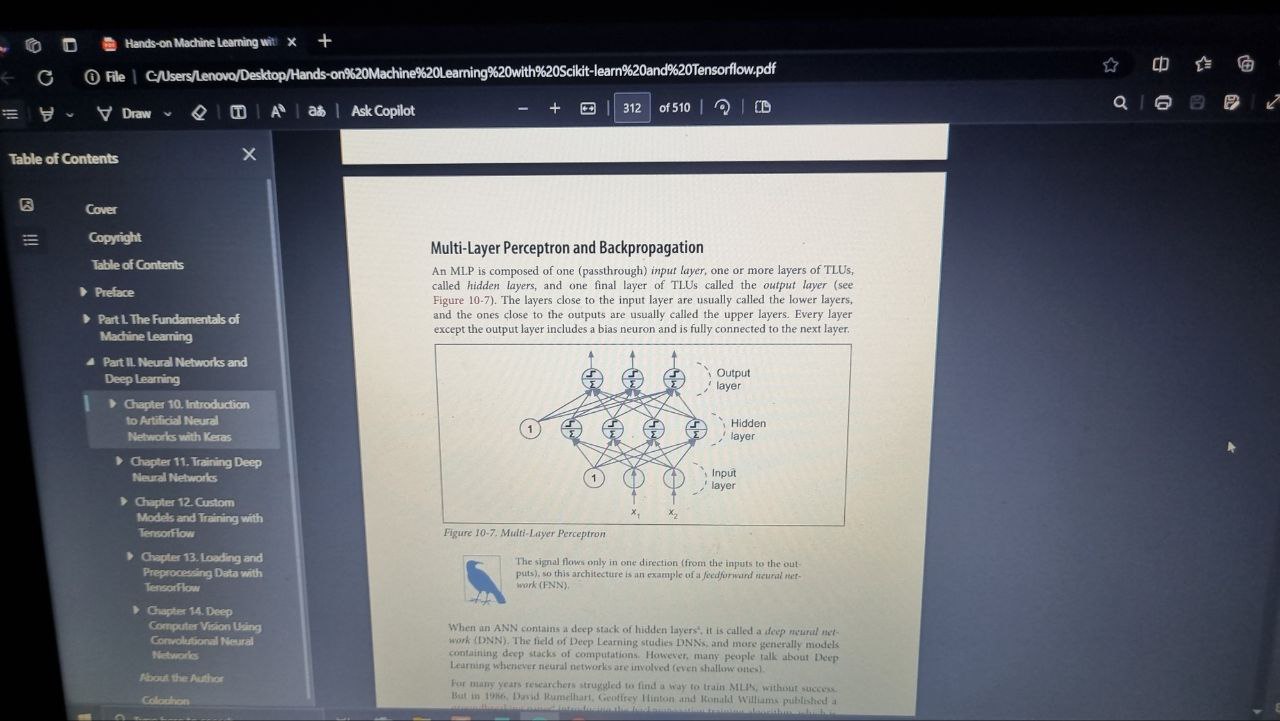 Hands-on Machine Learning wit
File
C:/Users/Lenovo/Desktop/Hands-on%20Machine%20Learning%20with%20Scikit-learn%20and%20Tensorflow.pdf
Draw
aあ
Ask Copilot
312
of 510
Table of Contents
Cover
Copyright
Table of Contents
Preface
Part I. The Fundamentals of
Machine Learning
Part II. Neural Networks and
Deep Learning
Chapter 10. Introduction
to Artificial Neural
Networks with Keras
Chapter 11. Training Deep
Neural Networks
Chapter 12. Custom
Models and Training with
TensorFlow
Chapter 13. Loading and
Preprocessing Data with
TensorFlow
Chapter 14. Deep
Computer Vision Using
Convolutional Neural
Networks
About the Author
Colophon
Multi-Layer Perceptron and Backpropagation
An MLP is composed of one (passthrough) input layer, one or more layers of TLUs,
called hidden layers, and one final layer of TLUs called the output layer (see
Figure 10-7). The layers close to the input layer are usually called the lower layers,
and the ones close to the outputs are usually called the upper layers. Every layer
except the output layer includes a bias neuron and is fully connected to the next layer.
Σ Σ Σ
Output
layer
1
Σ Σ Σ Σ
Hidden
layer
1
Input
layer
x₁ x₂
Figure 10-7. Multi-Layer Perceptron
The signal flows only in one direction (from the inputs to the out-
puts), so this architecture is an example of a feedforward neural net-
work (FNN).
When an ANN contains a deep stack of hidden layers⁸, it is called a deep neural net-
work (DNN). The field of Deep Learning studies DNNs, and more generally models
containing deep stacks of computations. However, many people talk about Deep
Learning whenever neural networks are involved (even shallow ones).
For many years researchers struggled to find a way to train MLPs, without success.
But in 1986, David Rumelhart, Geoffrey Hinton and Ronald Williams published a